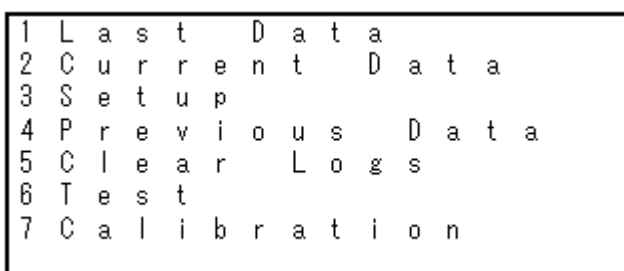 1 Last Data
2 Current Data
3 Setup
4 Previous Data
5 Clear Logs
6 Test
7 Calibration